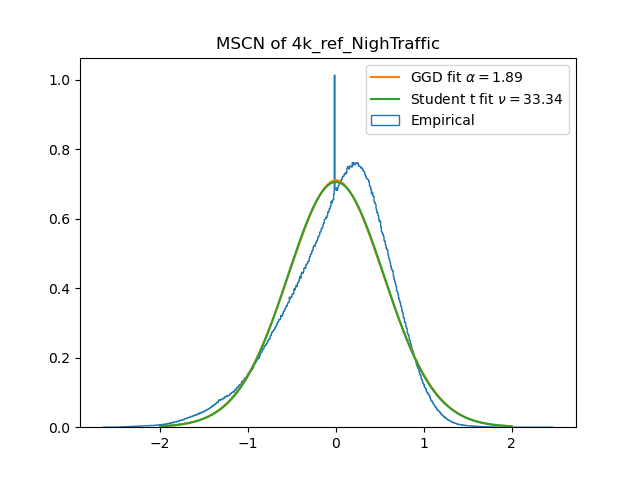 MSCN of 4k_ref_NighTraffic
GGD fit α = 1.89
Student t fit ν = 33.34
Empirical
1.0
0.8
0.6
0.4
0.2
0.0
−2 −1 0 1 2